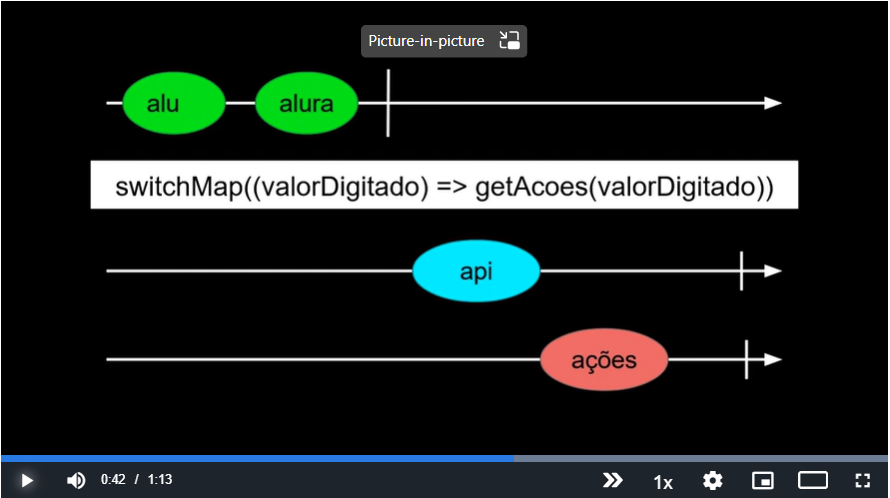 Picture-in-picture
alu alura
switchMap((valorDigitado) => getAcoes(valorDigitado))
api
ações
0:42 / 1:13 1x